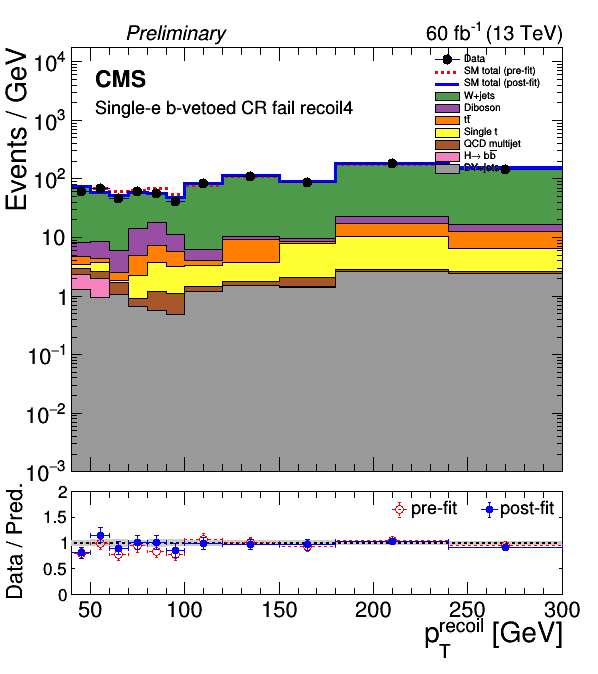 Preliminary 60 fb⁻¹ (13 TeV)
CMS
Single-e b-vetoed CR fail recoil4
Data
SM total (pre-fit)
SM total (post-fit)
W+jets
Diboson
tt̅
Single t
QCD multijet
H→ bb̅
DY+jets
Events / GeV
10⁴
10³
10²
10
1
10⁻¹
10⁻²
10⁻³
pre-fit post-fit
Data / Pred.
2
1.5
1
0.5
0
50 100 150 200 250 300
p_T^recoil [GeV]